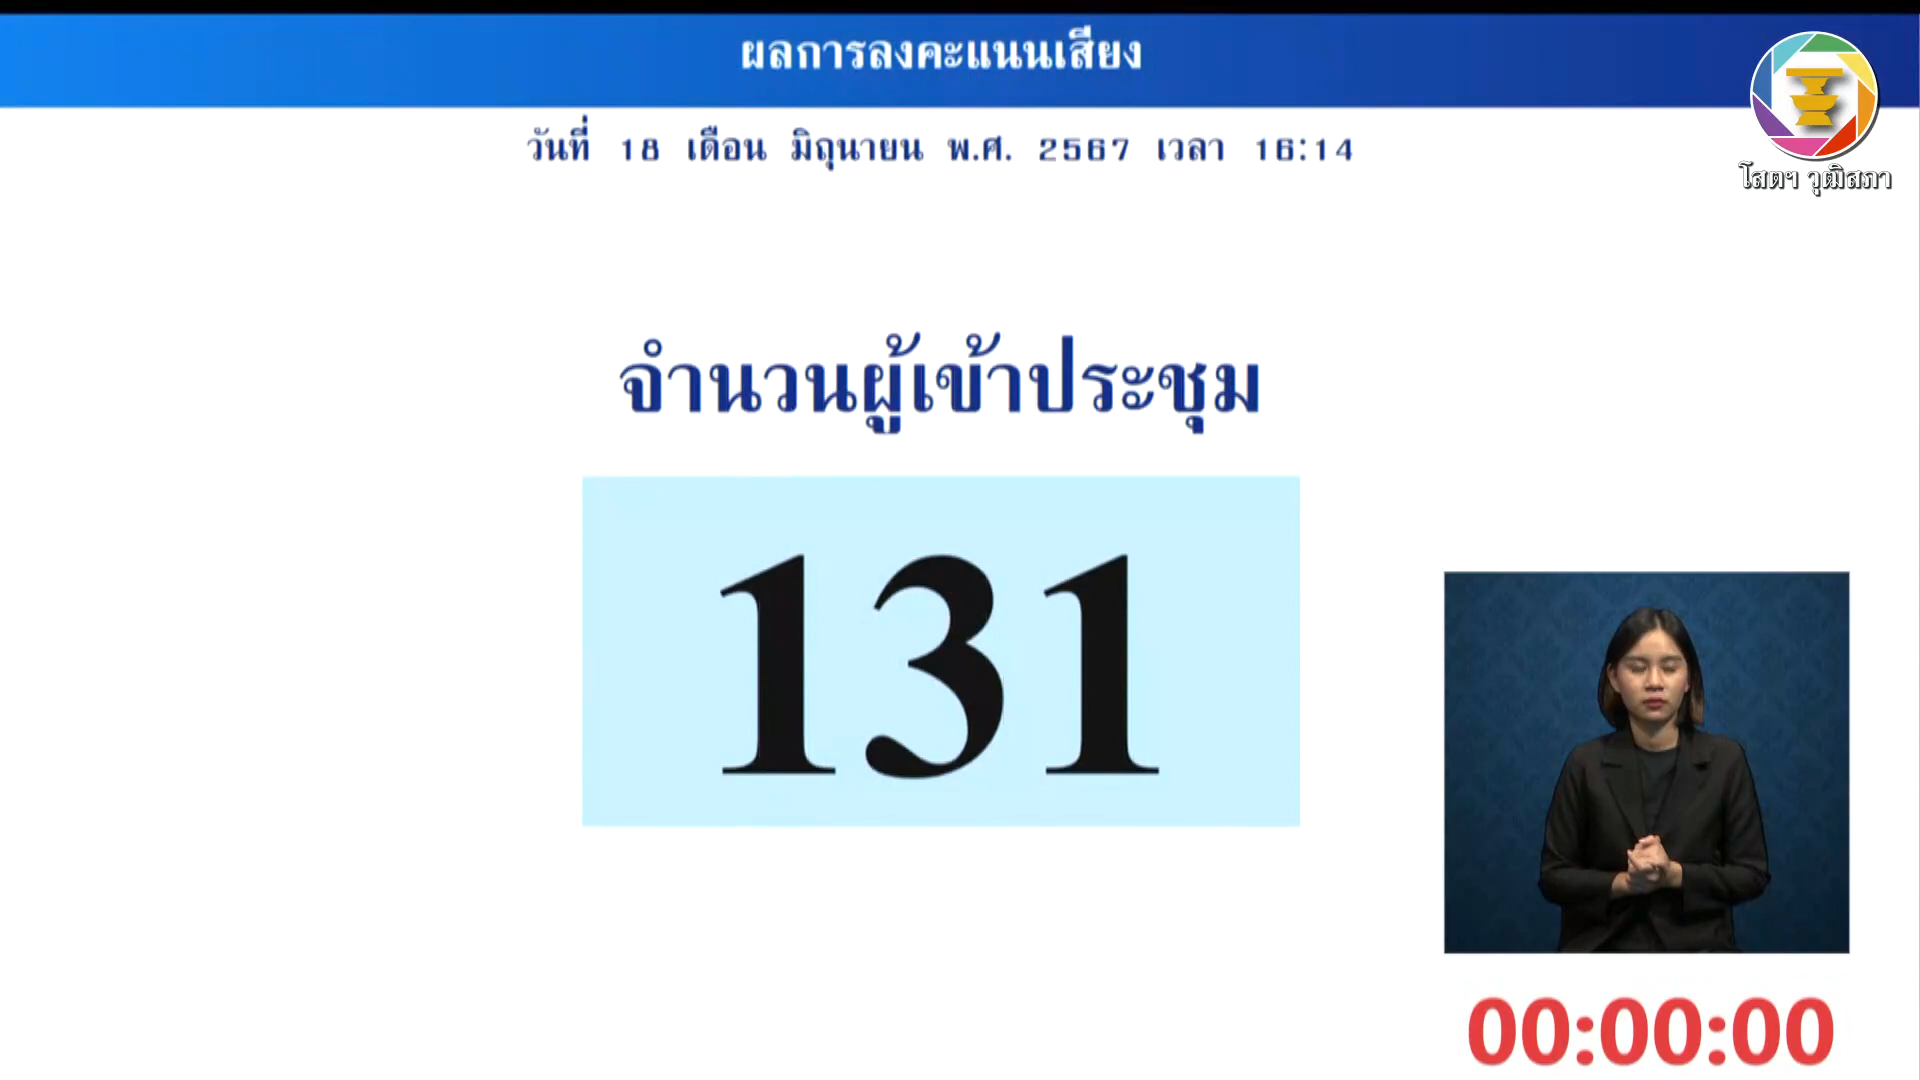 ผลการลงคะแนนเสียง
วันที่ 18 เดือน มิถุนายน พ.ศ. 2567 เวลา 16:14
โสตฯ วุฒิสภา
จำนวนผู้เข้าประชุม
131
00:00:00